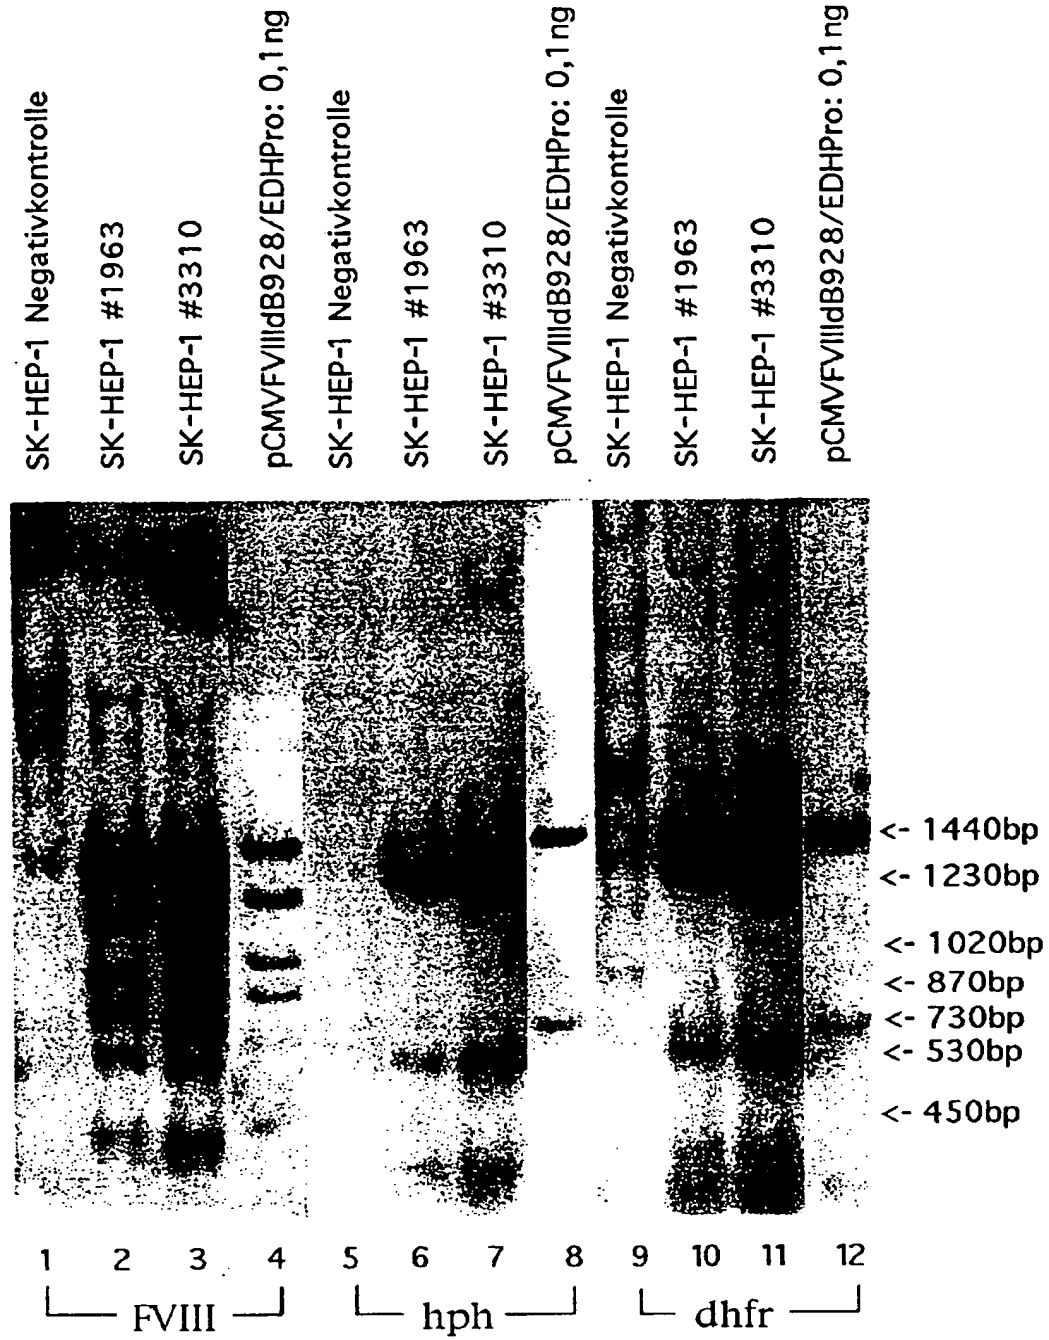 SK-HEP-1 Negativkontrolle
SK-HEP-1 #1963
SK-HEP-1 #3310
pCMVFVIIIdB928/EDHPro: 0,1ng
SK-HEP-1 Negativkontrolle
SK-HEP-1 #1963
SK-HEP-1 #3310
pCMVFVIIIdB928/EDHPro: 0,1ng
SK-HEP-1 Negativkontrolle
SK-HEP-1 #1963
SK-HEP-1 #3310
pCMVFVIIIdB928/EDHPro: 0,1ng
<- 1440bp
<- 1230bp
<- 1020bp
<- 870bp
<- 730bp
<- 530bp
<- 450bp
1 2 3 4 5 6 7 8 9 10 11 12
FVIII hph dhfr